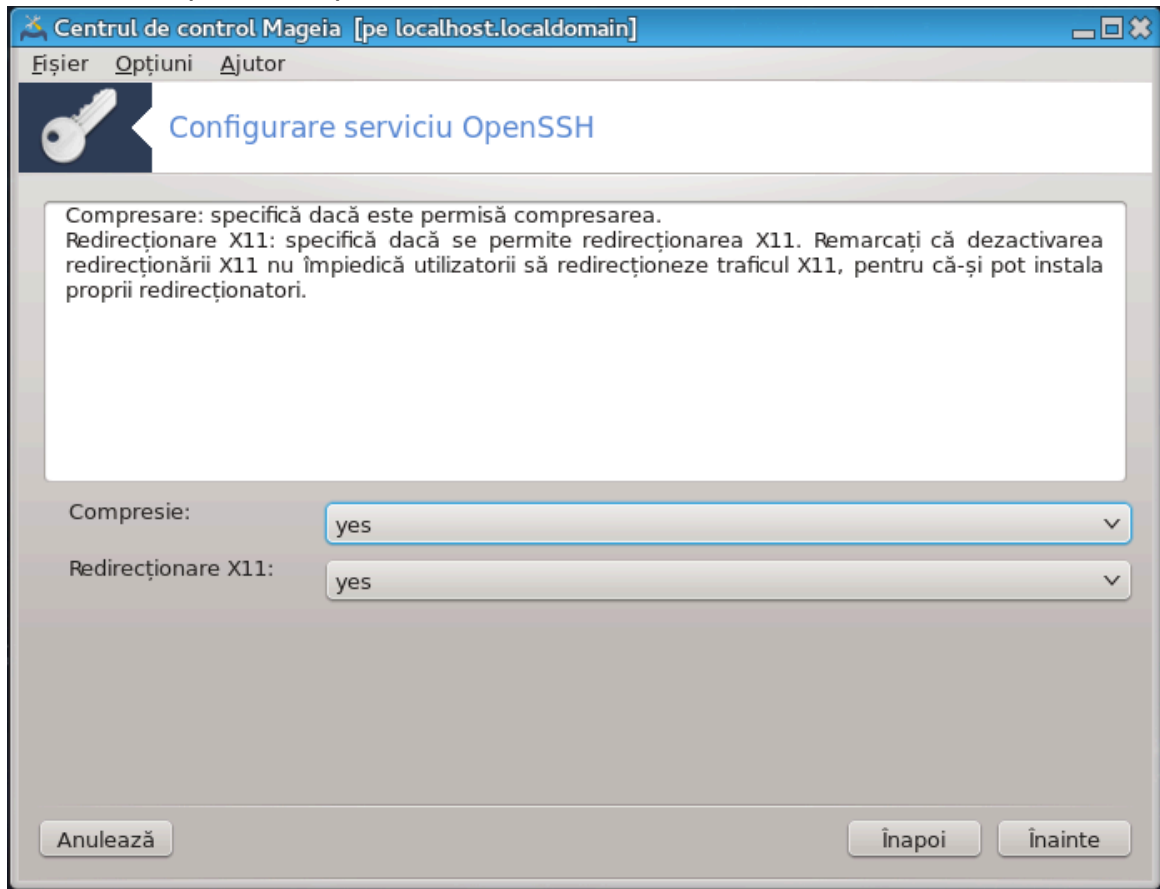 Centrul de control Mageia [pe localhost.localdomain]
Fișier Opțiuni Ajutor
Configurare serviciu OpenSSH
Compresare: specifică dacă este permisă compresarea.
Redirecționare X11: specifică dacă se permite redirecționarea X11. Remarcați că dezactivarea
redirecționării X11 nu împiedică utilizatorii să redirecționeze traficul X11, pentru că-și pot instala
proprii redirecționatori.
Compresie:
yes
Redirecționare X11:
yes
Anulează
Înapoi
Înainte